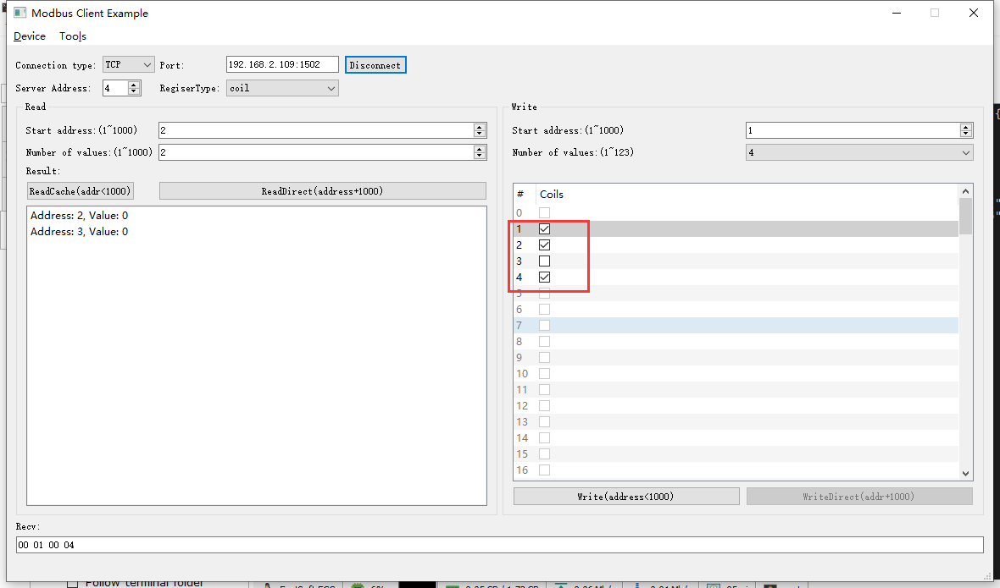 Modbus Client Example
Device Tools
Connection type: TCP Port: 192.168.2.109:1502 Disconnect
Server Address: 4 RegiserType: coil
Read
Start address:(1~1000) 2
Number of values:(1~1000) 2
Result:
ReadCache(addr<1000) ReadDirect(address+1000)
Address: 2, Value: 0
Address: 3, Value: 0
Write
Start address:(1~1000) 1
Number of values:(1~123) 4
# Coils
0
1
2
3
4
5
6
7
8
9
10
11
12
13
14
15
16
Write(address<1000) WriteDirect(addr+1000)
Recv:
00 01 00 04
Follow terminal folder